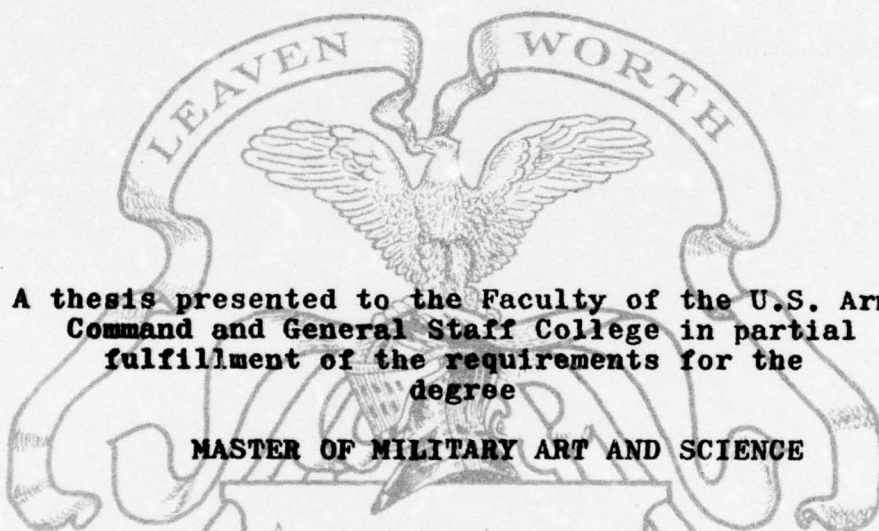 LEAVEN WORTH
A thesis presented to the Faculty of the U.S. Ar
Command and General Staff College in partial
fulfillment of the requirements for the
degree
MASTER OF MILITARY ART AND SCIENCE